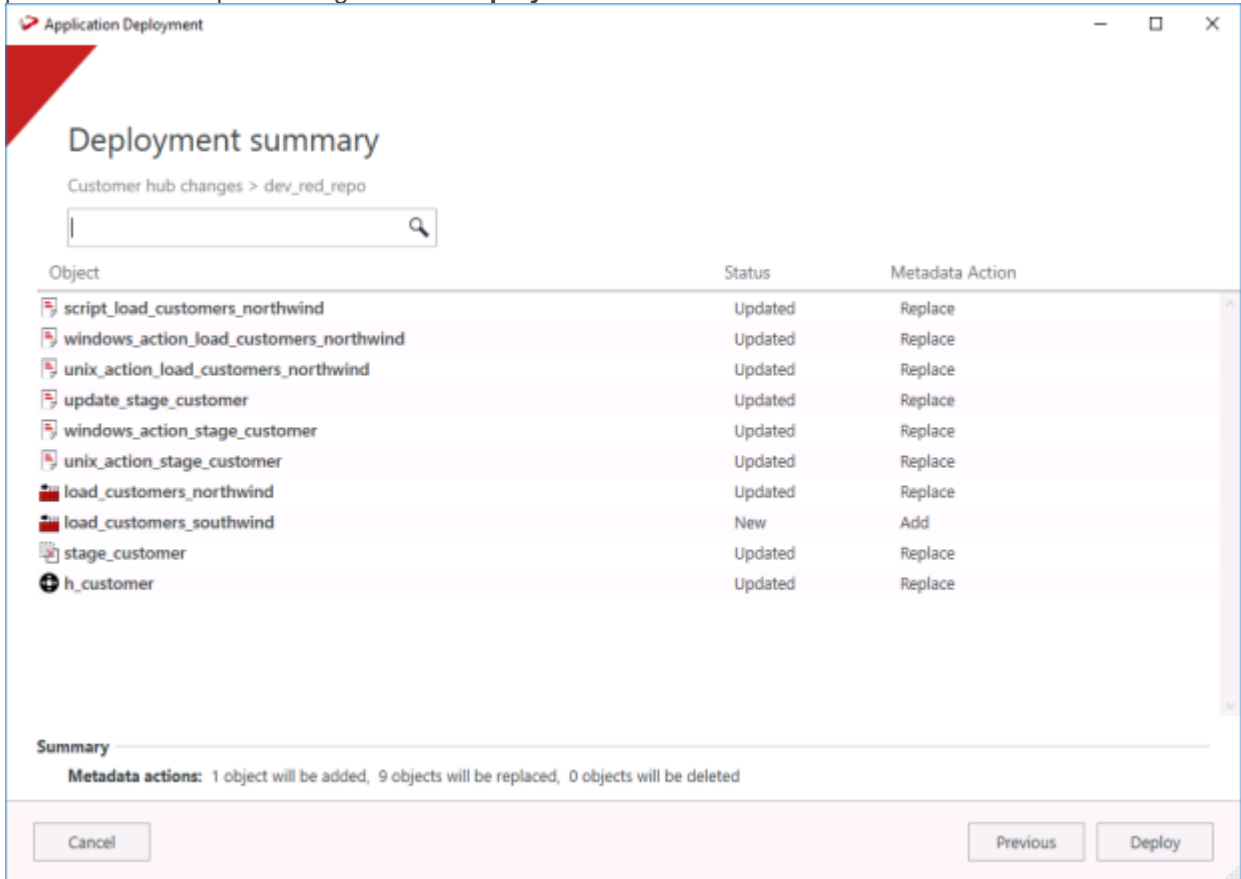 Application Deployment
Deployment summary
Customer hub changes > dev_red_repo
Object Status Metadata Action
script_load_customers_northwind Updated Replace
windows_action_load_customers_northwind Updated Replace
unix_action_load_customers_northwind Updated Replace
update_stage_customer Updated Replace
windows_action_stage_customer Updated Replace
unix_action_stage_customer Updated Replace
load_customers_northwind Updated Replace
load_customers_southwind New Add
stage_customer Updated Replace
h_customer Updated Replace
Summary
Metadata actions: 1 object will be added, 9 objects will be replaced, 0 objects will be deleted
Cancel Previous Deploy